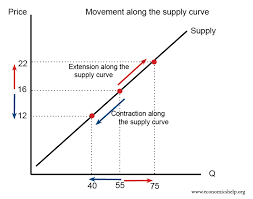 Price
Movement along the supply curve
Supply
22
Extension along the
supply curve
16
Contraction along
the supply curve
12
Q
40 55 75
www.economicshelp.org